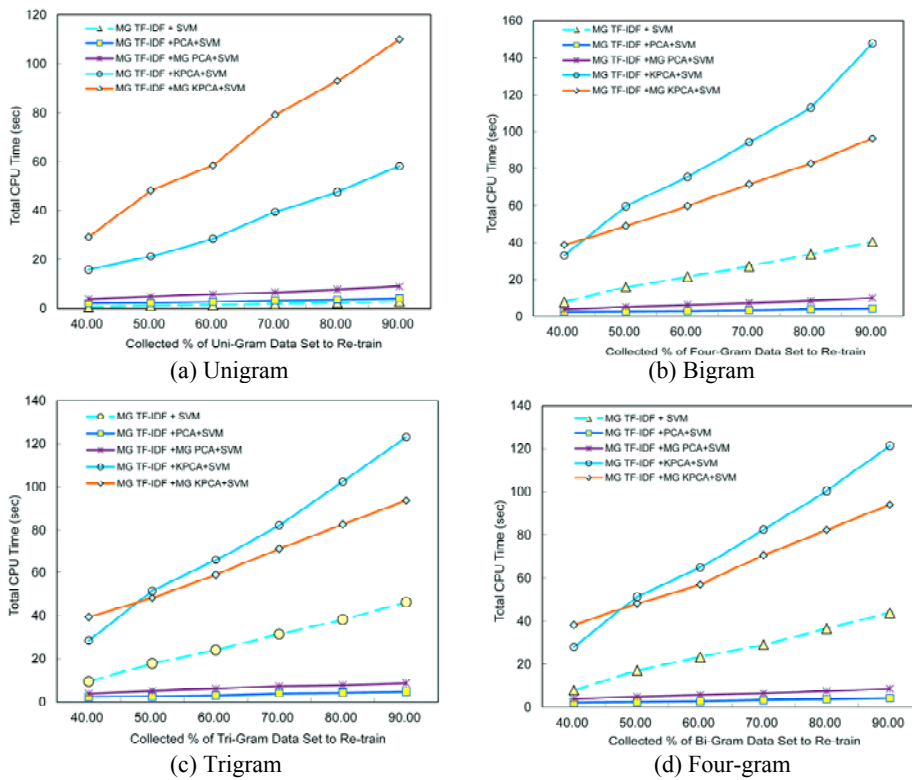 120
100
80
60
40
20
0
Total CPU Time (sec)
MG TF-IDF + SVM
MG TF-IDF +PCA+SVM
MG TF-IDF +MG PCA+SVM
MG TF-IDF +KPCA+SVM
MG TF-IDF +MG KPCA+SVM
40.00 50.00 60.00 70.00 80.00 90.00
Collected % of Uni-Gram Data Set to Re-train
(a) Unigram
160
140
120
100
80
60
40
20
0
Total CPU Time (sec)
MG TF-IDF + SVM
MG TF-IDF +PCA+SVM
MG TF-IDF +MG PCA+SVM
MG TF-IDF +KPCA+SVM
MG TF-IDF +MG KPCA+SVM
40.00 50.00 60.00 70.00 80.00 90.00
Collected % of Four-Gram Data Set to Re-train
(b) Bigram
140
120
100
80
60
40
20
0
Total CPU Time (sec)
MG TF-IDF + SVM
MG TF-IDF +PCA+SVM
MG TF-IDF +MG PCA+SVM
MG TF-IDF +KPCA+SVM
MG TF-IDF +MG KPCA+SVM
40.00 50.00 60.00 70.00 80.00 90.00
Collected % of Tri-Gram Data Set to Re-train
(c) Trigram
140
120
100
80
60
40
20
0
Total CPU Time (sec)
MG TF-IDF + SVM
MG TF-IDF +PCA+SVM
MG TF-IDF +MG PCA+SVM
MG TF-IDF +KPCA+SVM
MG TF-IDF +MG KPCA+SVM
40.00 50.00 60.00 70.00 80.00 90.00
Collected % of Bi-Gram Data Set to Re-train
(d) Four-gram